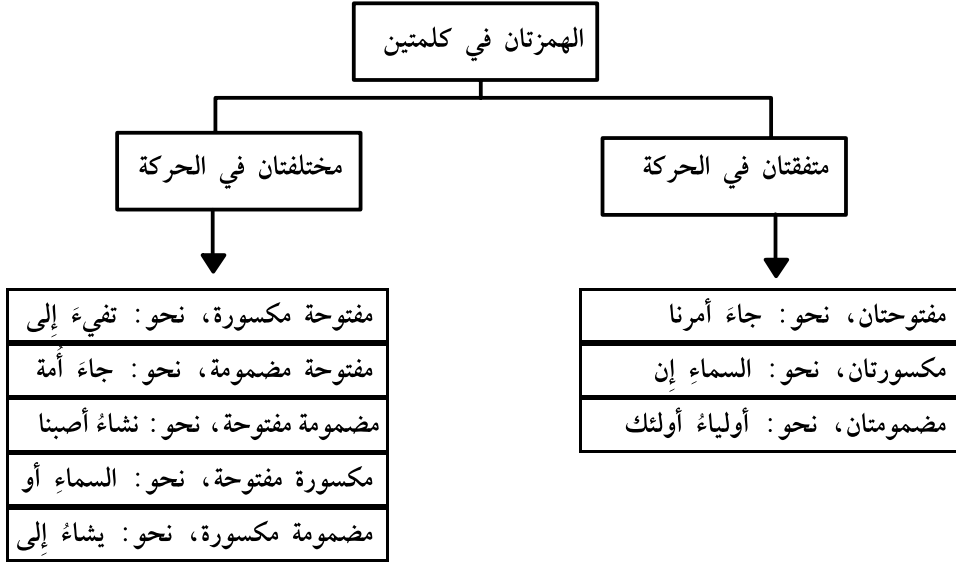 الهمزتان في كلمتين
متفقتان في الحركة
مفتوحتان، نحو: جاءَ أمرنا
مكسورتان، نحو: السماءِ إِن
مضمومتان، نحو: أولياءُ أولئك
مختلفتان في الحركة
مفتوحة مكسورة، نحو: تفيءَ إِلى
مفتوحة مضمومة، نحو: جاءَ أُمة
مضمومة مفتوحة، نحو: نشاءُ أصبنا
مكسورة مفتوحة، نحو: السماءِ أو
مضمومة مكسورة، نحو: يشاءُ إِلى